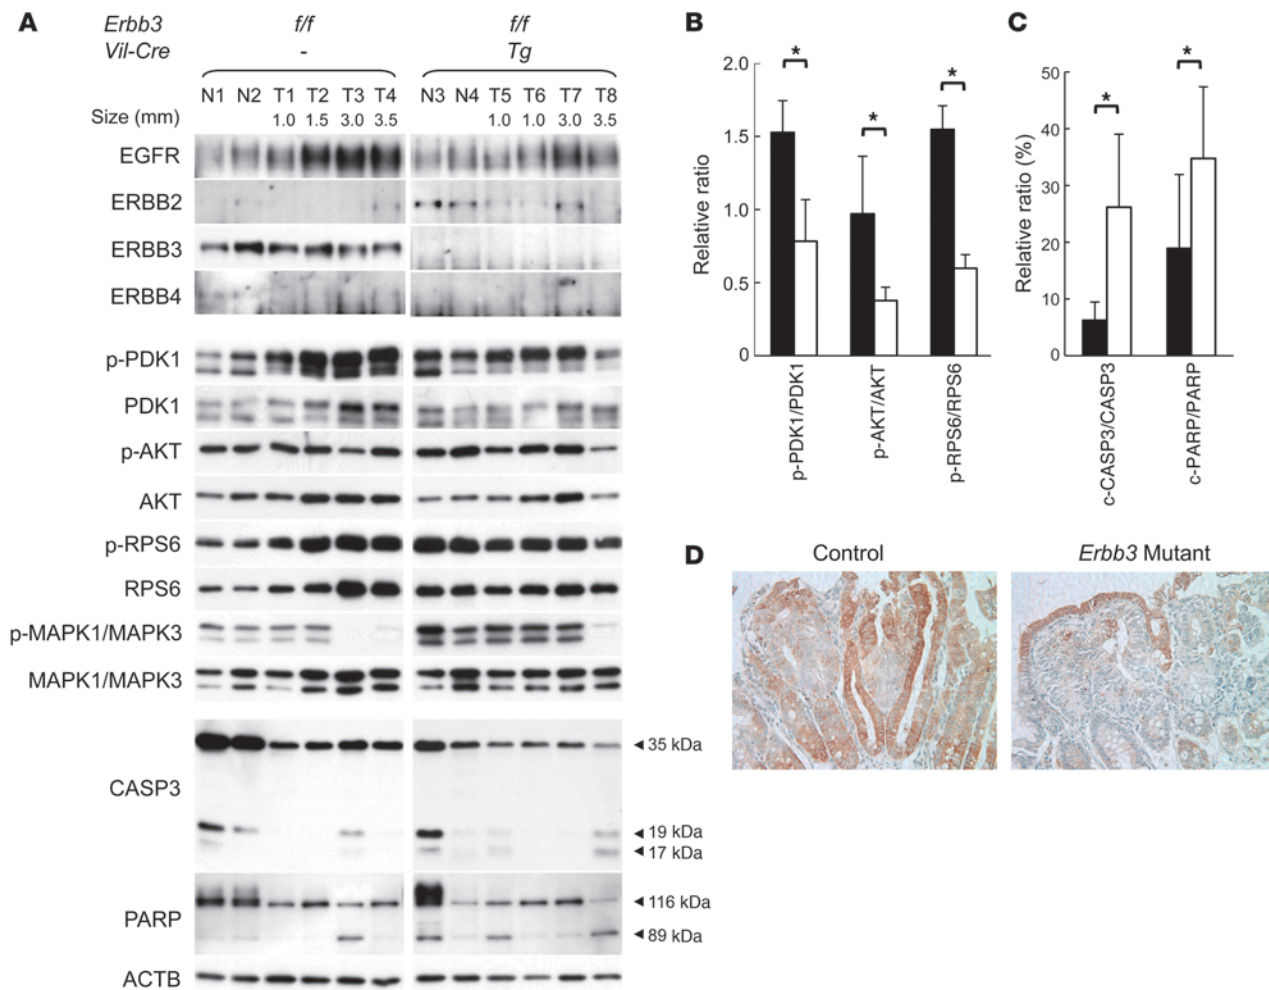 A
Erbb3 f/f f/f
Vil-Cre - Tg
N1 N2 T1 T2 T3 T4 N3 N4 T5 T6 T7 T8
Size (mm) 1.0 1.5 3.0 3.5 1.0 1.0 3.0 3.5
EGFR
ERBB2
ERBB3
ERBB4
p-PDK1
PDK1
p-AKT
AKT
p-RPS6
RPS6
p-MAPK1/MAPK3
MAPK1/MAPK3
CASP3
35 kDa
19 kDa
17 kDa
PARP
116 kDa
89 kDa
ACTB
B
Relative ratio
2.0
1.5
1.0
0.5
0
* * *
p-PDK1/PDK1
p-AKT/AKT
p-RPS6/RPS6
C
Relative ratio (%)
50
40
30
20
10
0
* *
c-CASP3/CASP3
c-PARP/PARP
D
Control
Erbb3 Mutant